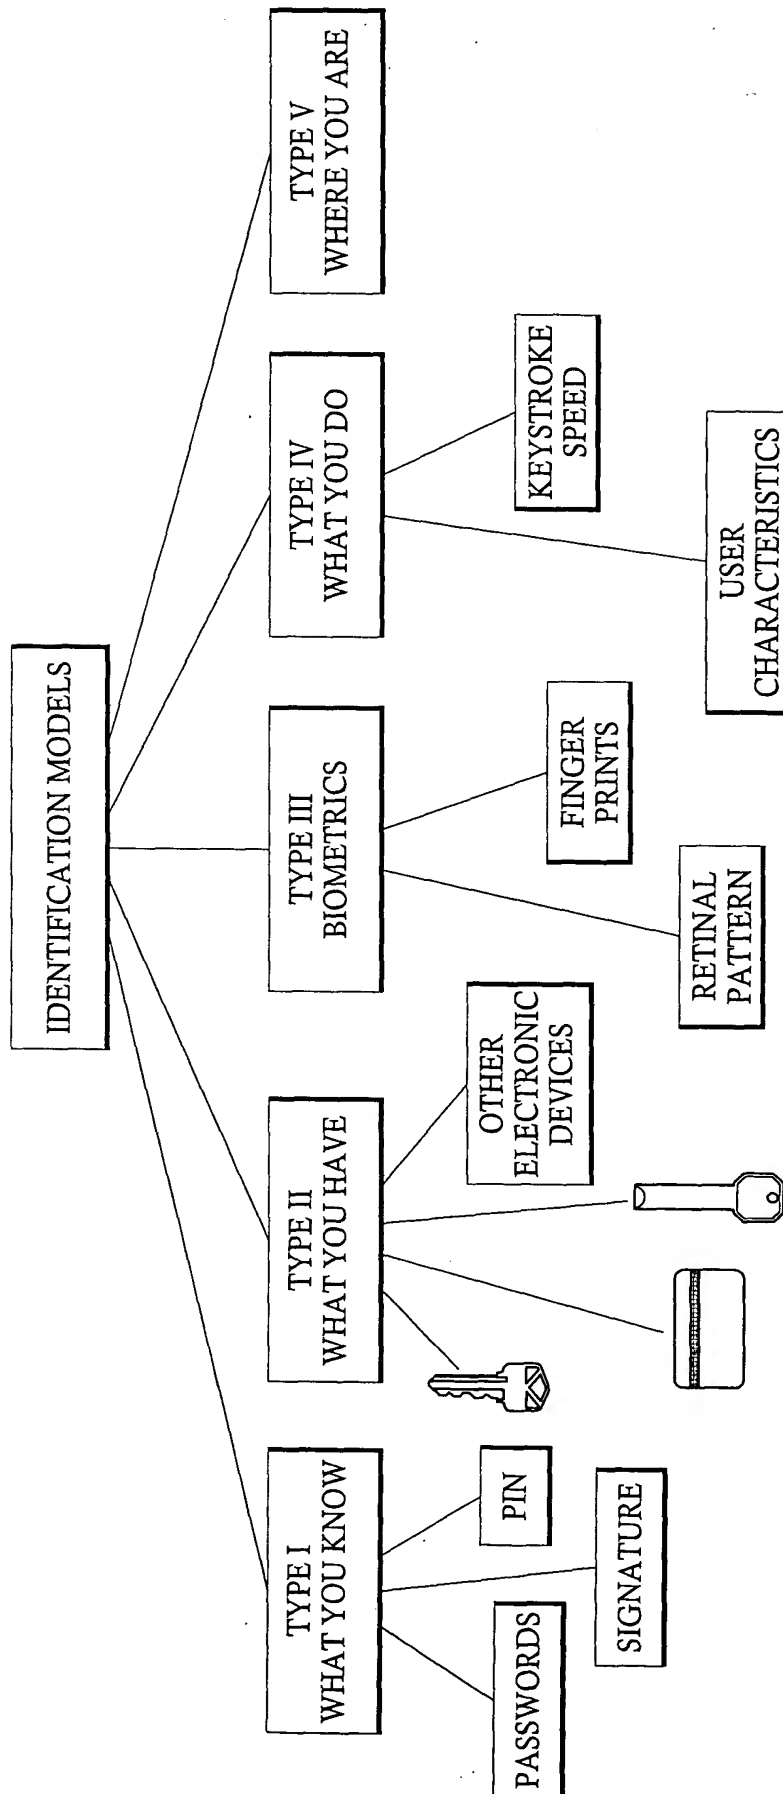 IDENTIFICATION MODELS
TYPE I
WHAT YOU KNOW
TYPE II
WHAT YOU HAVE
TYPE III
BIOMETRICS
TYPE IV
WHAT YOU DO
TYPE V
WHERE YOU ARE
PASSWORDS
SIGNATURE
PIN
OTHER
ELECTRONIC
DEVICES
RETINAL
PATTERN
FINGER
PRINTS
USER
CHARACTERISTICS
KEYSTROKE
SPEED